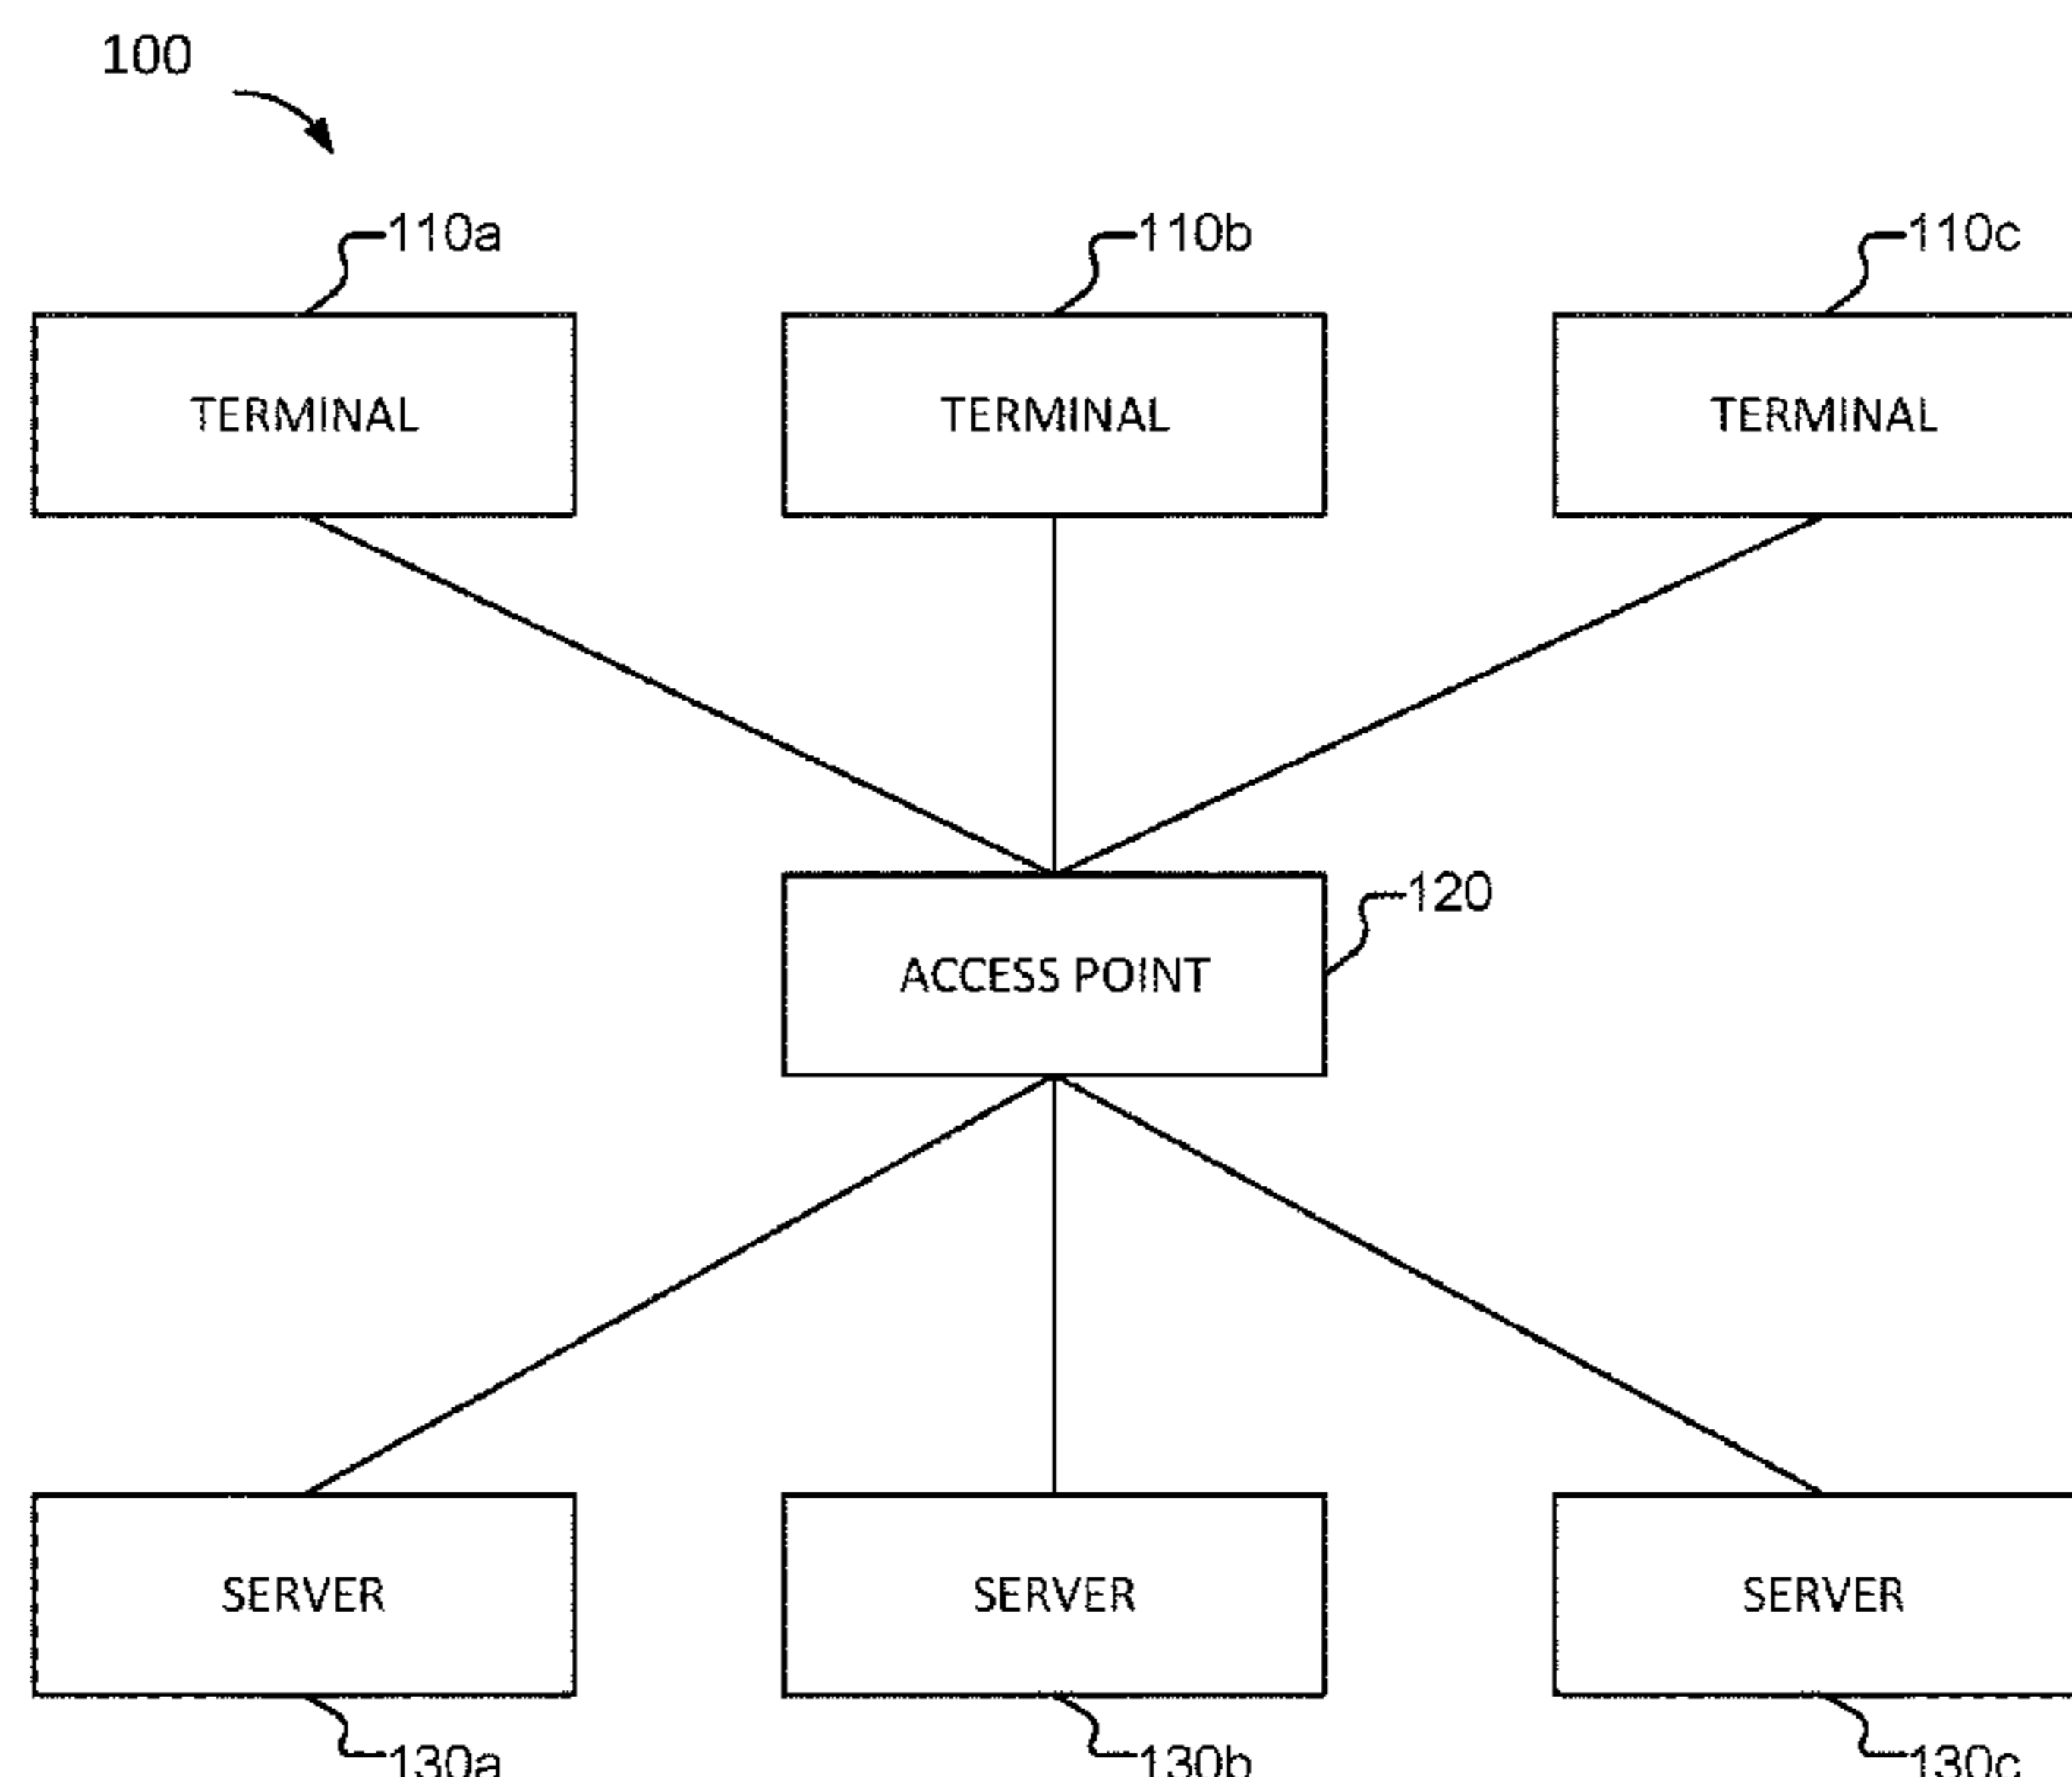 100
110a
110b
110c
TERMINAL
TERMINAL
TERMINAL
120
ACCESS POINT
SERVER
SERVER
SERVER
130a
130b
130c